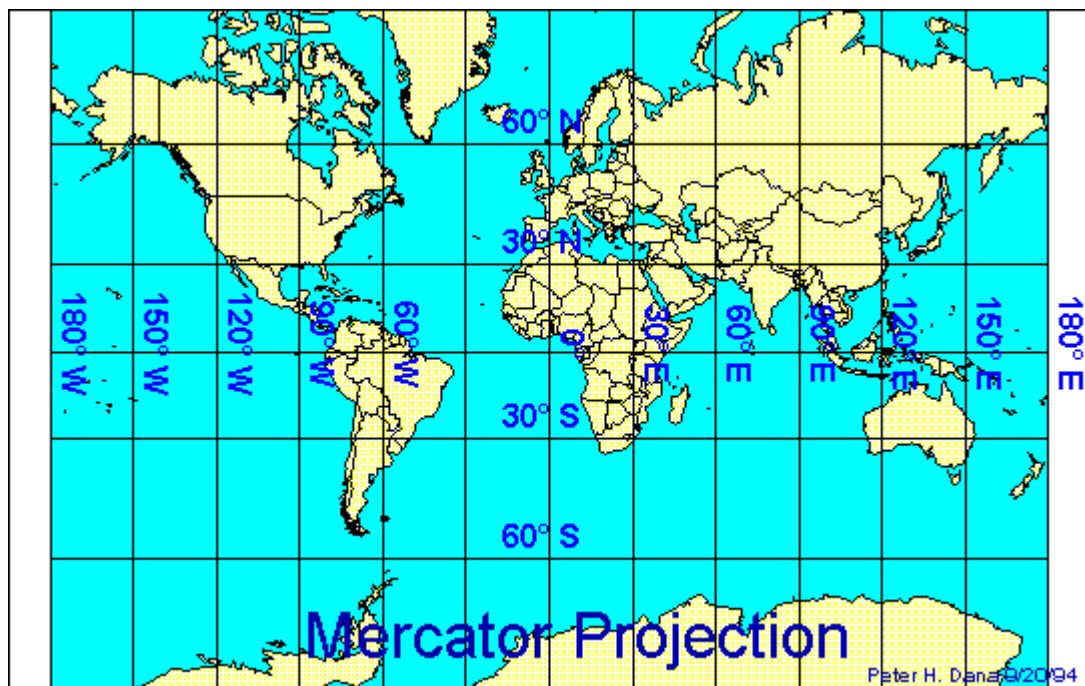 60° N
30° N
180° W
150° W
120° W
90° W
60° W
0°
30° E
60° E
90° E
120° E
150° E
180° E
30° S
60° S
Mercator Projection
Peter H. Dana 9/20/94